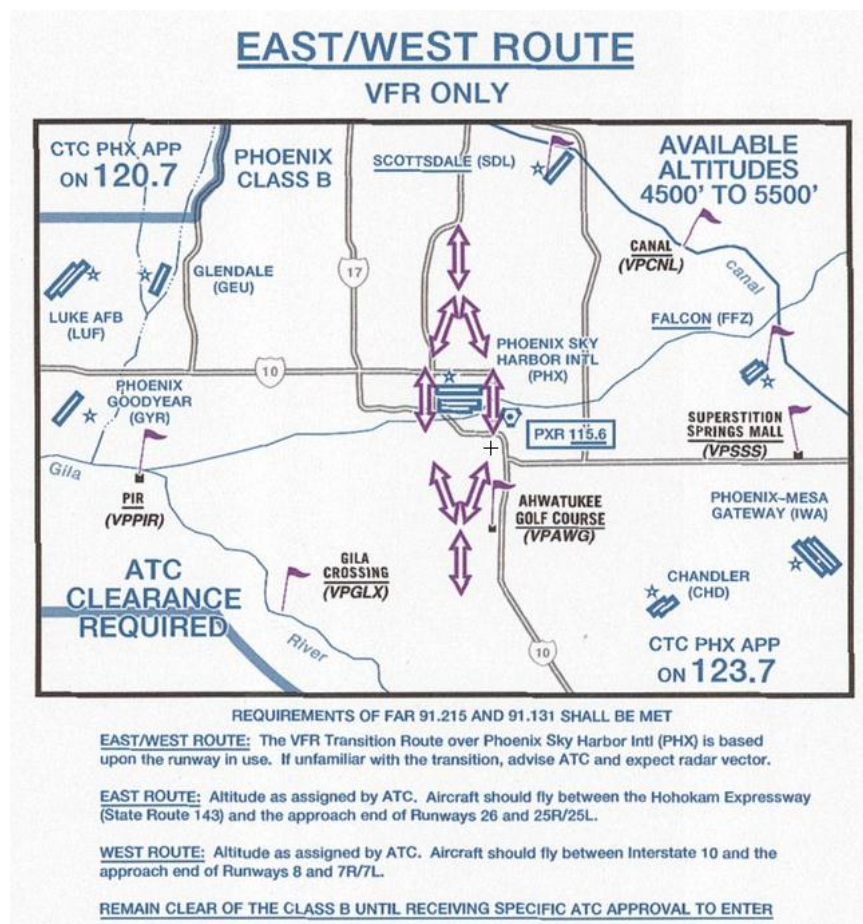 EAST/WEST ROUTE
VFR ONLY
CTC PHX APP
ON 120.7
PHOENIX
CLASS B
SCOTTSDALE (SDL)
AVAILABLE
ALTITUDES
4500' TO 5500'
CANAL
(VPCNL)
canal
GLENDALE
(GEU)
17
LUKE AFB
(LUF)
FALCON (FFZ)
PHOENIX SKY
HARBOR INTL
(PHX)
10
PHOENIX
GOODYEAR
(GYR)
PXR 115.6
SUPERSTITION
SPRINGS MALL
(VPSSS)
Gila
PIR
(VPPIR)
AHWATUKEE
GOLF COURSE
(VPAWG)
PHOENIX-MESA
GATEWAY (IWA)
GILA
CROSSING
(VPGLX)
ATC
CLEARANCE
REQUIRED
CHANDLER
(CHD)
River
10
CTC PHX APP
ON 123.7
REQUIREMENTS OF FAR 91.215 AND 91.131 SHALL BE MET
EAST/WEST ROUTE: The VFR Transition Route over Phoenix Sky Harbor Intl (PHX) is based
upon the runway in use. If unfamiliar with the transition, advise ATC and expect radar vector.
EAST ROUTE: Altitude as assigned by ATC. Aircraft should fly between the Hohokam Expressway
(State Route 143) and the approach end of Runways 26 and 25R/25L.
WEST ROUTE: Altitude as assigned by ATC. Aircraft should fly between Interstate 10 and the
approach end of Runways 8 and 7R/7L.
REMAIN CLEAR OF THE CLASS B UNTIL RECEIVING SPECIFIC ATC APPROVAL TO ENTER